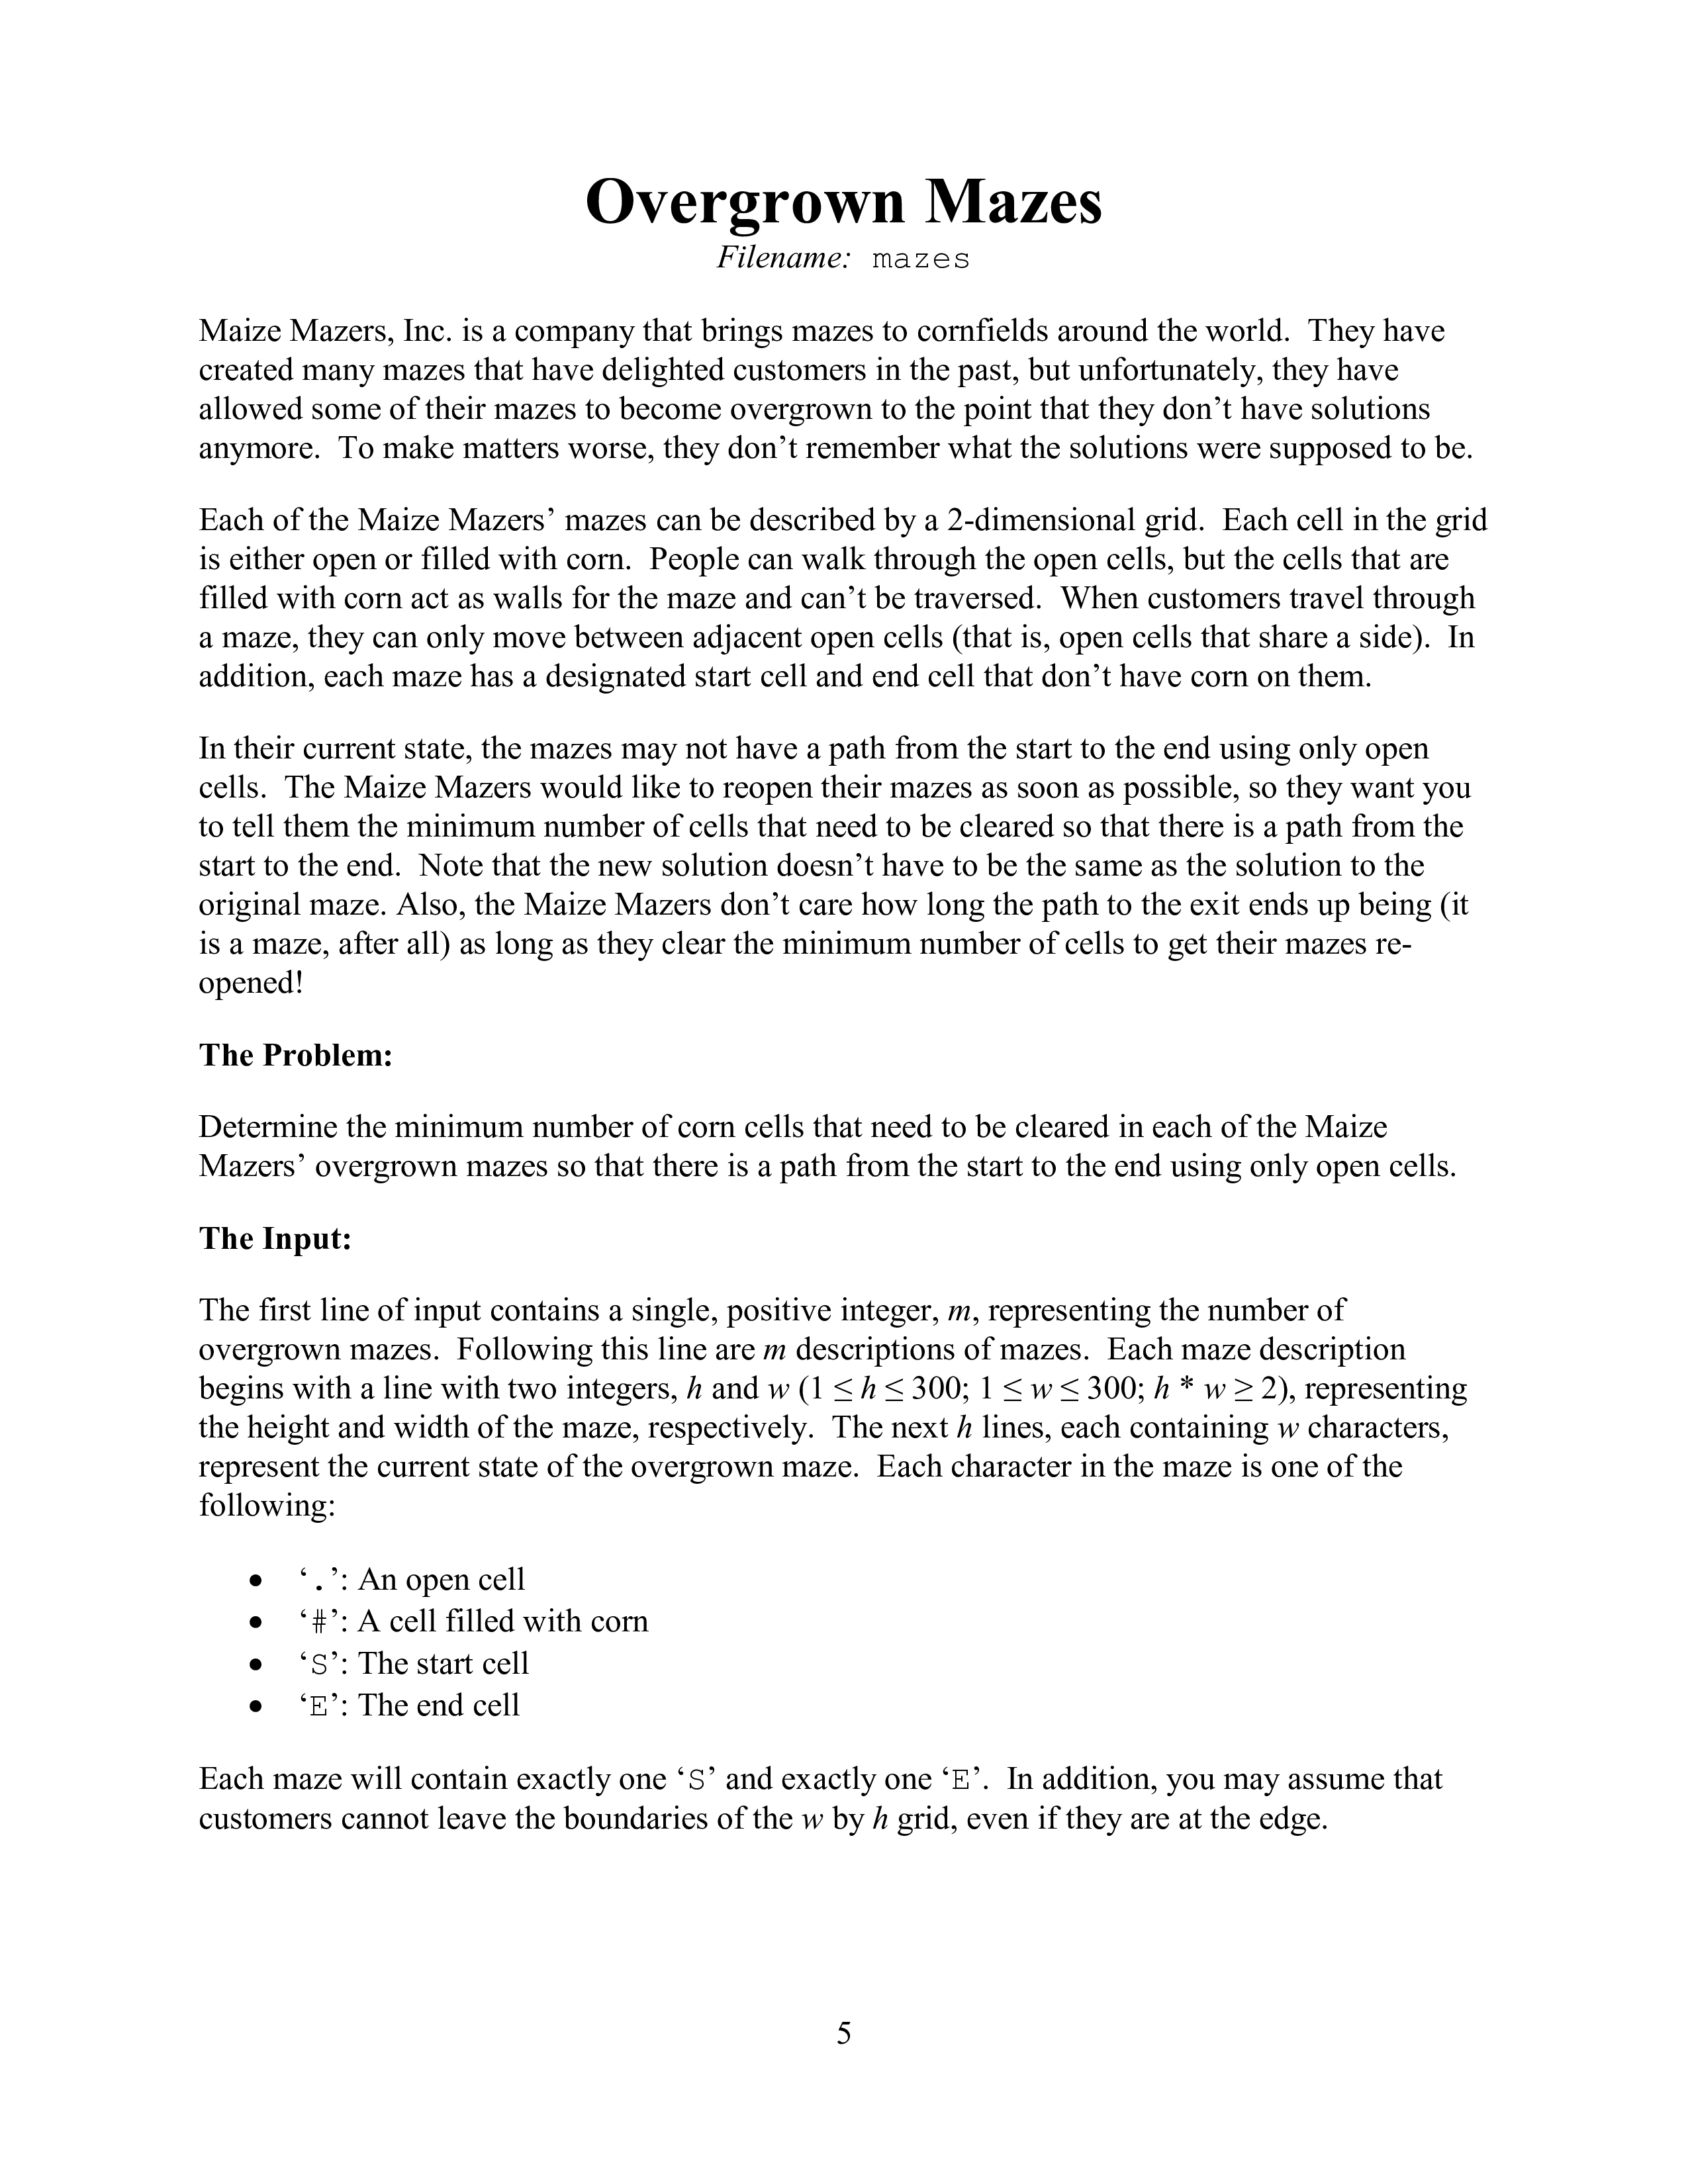 Overgrown Mazes
Filename: mazes
Maize Mazers, Inc. is a company that brings mazes to cornfields around the world. They have
created many mazes that have delighted customers in the past, but unfortunately, they have
allowed some of their mazes to become overgrown to the point that they don’t have solutions
anymore. To make matters worse, they don’t remember what the solutions were supposed to be.
Each of the Maize Mazers’ mazes can be described by a 2-dimensional grid. Each cell in the grid
is either open or filled with corn. People can walk through the open cells, but the cells that are
filled with corn act as walls for the maze and can’t be traversed. When customers travel through
a maze, they can only move between adjacent open cells (that is, open cells that share a side). In
addition, each maze has a designated start cell and end cell that don’t have corn on them.
In their current state, the mazes may not have a path from the start to the end using only open
cells. The Maize Mazers would like to reopen their mazes as soon as possible, so they want you
to tell them the minimum number of cells that need to be cleared so that there is a path from the
start to the end. Note that the new solution doesn’t have to be the same as the solution to the
original maze. Also, the Maize Mazers don’t care how long the path to the exit ends up being (it
is a maze, after all) as long as they clear the minimum number of cells to get their mazes re-
opened!
The Problem:
Determine the minimum number of corn cells that need to be cleared in each of the Maize
Mazers’ overgrown mazes so that there is a path from the start to the end using only open cells.
The Input:
The first line of input contains a single, positive integer, m, representing the number of
overgrown mazes. Following this line are m descriptions of mazes. Each maze description
begins with a line with two integers, h and w (1 ≤ h ≤ 300; 1 ≤ w ≤ 300; h * w ≥ 2), representing
the height and width of the maze, respectively. The next h lines, each containing w characters,
represent the current state of the overgrown maze. Each character in the maze is one of the
following:
• ‘.’: An open cell
• ‘#’: A cell filled with corn
• ‘S’: The start cell
• ‘E’: The end cell
Each maze will contain exactly one ‘S’ and exactly one ‘E’. In addition, you may assume that
customers cannot leave the boundaries of the w by h grid, even if they are at the edge.
5